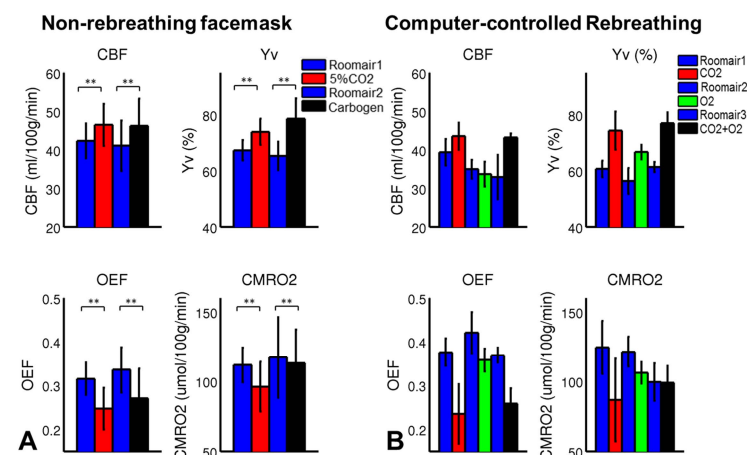 Non-rebreathing facemask
Computer-controlled Rebreathing
CBF
Yv
CBF
Yv (%)
Roomair1
5%CO2
Roomair2
Carbogen
Roomair1
CO2
Roomair2
O2
Roomair3
CO2+O2
CBF (ml/100g/min)
60
50
40
30
20
** **
Yv (%)
80
60
40
** **
CBF (ml/100g/min)
60
50
40
30
20
Yv (%)
80
60
40
OEF
CMRO2
OEF
CMRO2
OEF
0.5
0.4
0.3
0.2
** **
CMRO2 (umol/100g/min)
150
100
50
** **
OEF
0.5
0.4
0.3
0.2
CMRO2 (umol/100g/min)
150
100
50
A
B